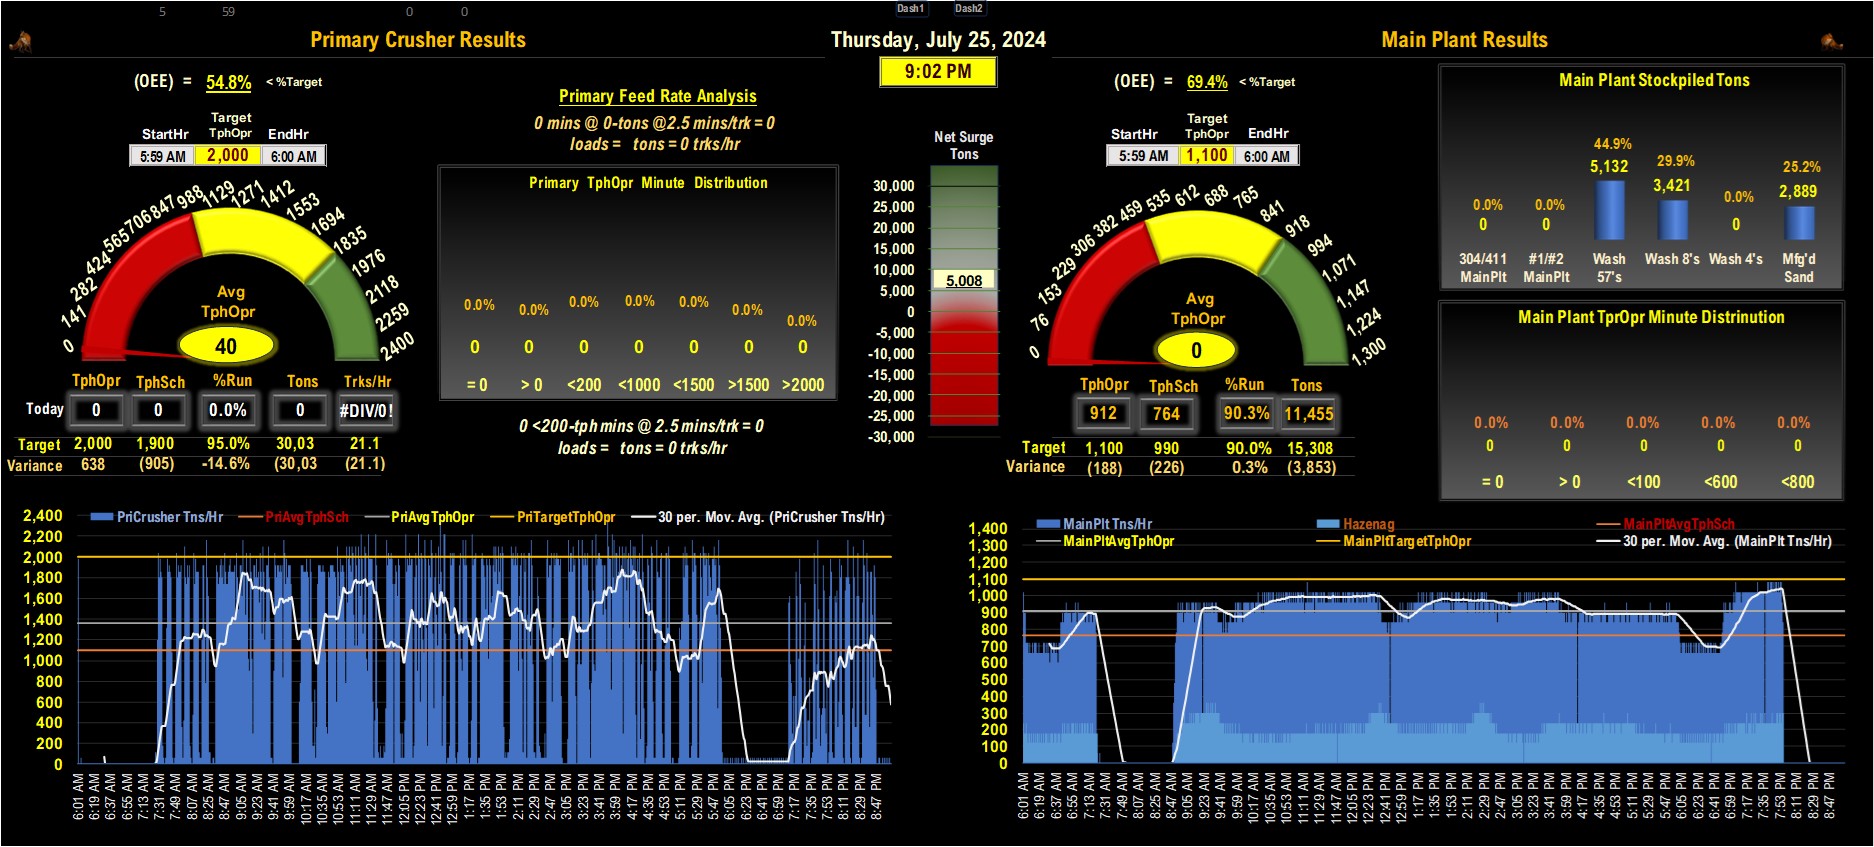 5 59 0 0 Dash1 Dash2
Primary Crusher Results
Thursday, July 25, 2024
Main Plant Results
9:02 PM
(OEE) = 54.8% < %Target
Target
StartHr TphOpr EndHr
5:59 AM 2,000 6:00 AM
0 141 282 424 565 706 847 988 1129 1271 1412 1553 1694 1835 1976 2118 2259 2400
Avg
TphOpr
40
TphOpr TphSch %Run Tons Trks/Hr
Today 0 0 0.0% 0 #DIV/0!
Target 2,000 1,900 95.0% 30,03 21.1
Variance 638 (905) -14.6% (30,03 (21.1)
Primary Feed Rate Analysis
0 mins @ 0-tons @2.5 mins/trk = 0
loads = tons = 0 trks/hr
Primary TphOpr Minute Distribution
0.0% 0.0% 0.0% 0.0% 0.0% 0.0% 0.0%
0 0 0 0 0 0 0
= 0 > 0 <200 <1000 <1500 >1500 >2000
0 <200-tph mins @ 2.5 mins/trk = 0
loads = tons = 0 trks/hr
Net Surge
Tons
30,000
25,000
20,000
15,000
10,000
5,008
5,000
0
-5,000
-10,000
-15,000
-20,000
-25,000
-30,000
(OEE) = 69.4% < %Target
Target
StartHr TphOpr EndHr
5:59 AM 1,100 6:00 AM
0 76 153 229 306 382 459 535 612 688 765 841 918 994 1,071 1,147 1,224 1,300
Avg
TphOpr
0
TphOpr TphSch %Run Tons
912 764 90.3% 11,455
Target 1,100 990 90.0% 15,308
Variance (188) (226) 0.3% (3,853)
Main Plant Stockpiled Tons
0.0% 0.0% 44.9% 29.9% 0.0% 25.2%
0 0 5,132 3,421 0 2,889
304/411 #1/#2 Wash Wash 8's Wash 4's Mfg'd
MainPlt MainPlt 57's Sand
Main Plant TprOpr Minute Distrinution
0.0% 0.0% 0.0% 0.0% 0.0%
0 0 0 0 0
= 0 > 0 <100 <600 <800
PriCrusher Tns/Hr PriAvgTphSch PriAvgTphOpr PriTargetTphOpr 30 per. Mov. Avg. (PriCrusher Tns/Hr)
2,400
2,200
2,000
1,800
1,600
1,400
1,200
1,000
800
600
400
200
0
6:01 AM 6:19 AM 6:37 AM 6:55 AM 7:13 AM 7:31 AM 7:49 AM 8:07 AM 8:25 AM 8:47 AM 9:05 AM 9:23 AM 9:41 AM 9:59 AM 10:17 AM 10:35 AM 10:53 AM 11:11 AM 11:29 AM 11:47 AM 12:05 PM 12:23 PM 12:41 PM 12:59 PM 1:17 PM 1:35 PM 1:53 PM 2:11 PM 2:29 PM 2:47 PM 3:05 PM 3:23 PM 3:41 PM 3:59 PM 4:17 PM 4:35 PM 4:53 PM 5:11 PM 5:29 PM 5:47 PM 6:05 PM 6:23 PM 6:41 PM 6:59 PM 7:17 PM 7:35 PM 7:53 PM 8:11 PM 8:29 PM 8:47 PM
MainPlt Tns/Hr Hazenag MainPltAvgTphSch
MainPltAvgTphOpr MainPltTargetTphOpr 30 per. Mov. Avg. (MainPlt Tns/Hr)
1,400
1,300
1,200
1,100
1,000
900
800
700
600
500
400
300
200
100
0
6:01 AM 6:19 AM 6:37 AM 6:55 AM 7:13 AM 7:31 AM 7:49 AM 8:07 AM 8:25 AM 8:47 AM 9:05 AM 9:23 AM 9:41 AM 9:59 AM 10:17 AM 10:35 AM 10:53 AM 11:11 AM 11:29 AM 11:47 AM 12:05 PM 12:23 PM 12:41 PM 12:59 PM 1:17 PM 1:35 PM 1:53 PM 2:11 PM 2:29 PM 2:47 PM 3:05 PM 3:23 PM 3:41 PM 3:59 PM 4:17 PM 4:35 PM 4:53 PM 5:11 PM 5:29 PM 5:47 PM 6:05 PM 6:23 PM 6:41 PM 6:59 PM 7:17 PM 7:35 PM 7:53 PM 8:11 PM 8:29 PM 8:47 PM